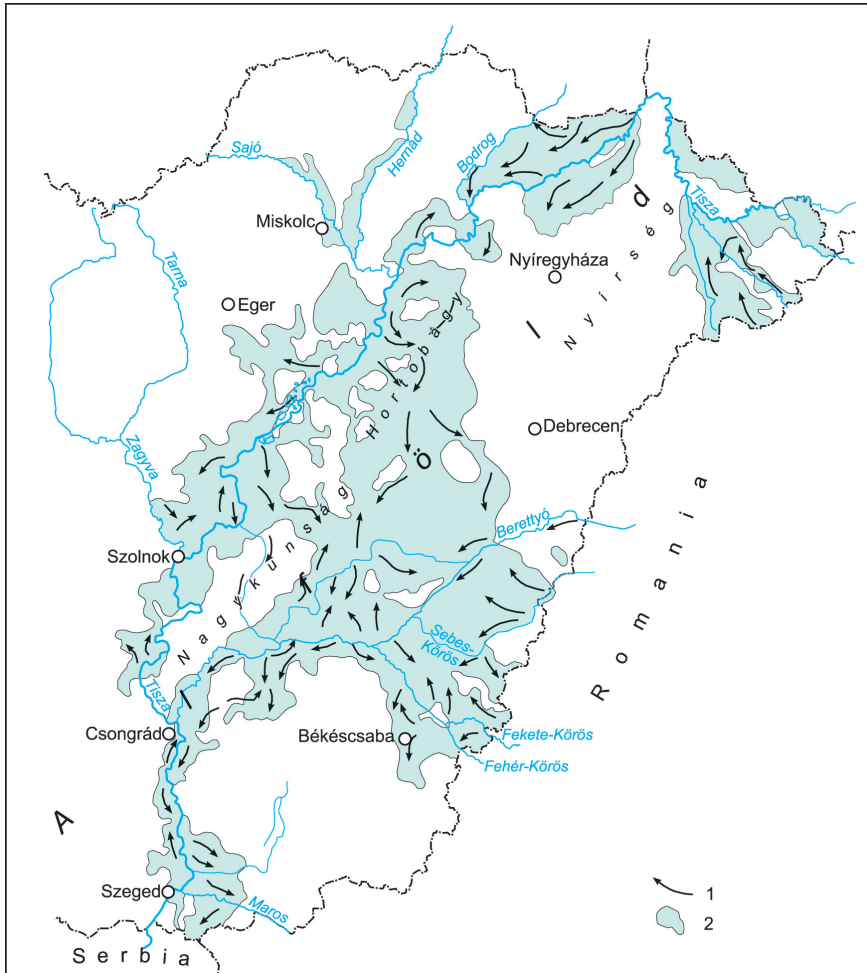 Sajó
Hernád
Bodrog
Tisza
Miskolc
Nyíregyháza
Nyírség
Tarna
Eger
Hortobágy
Debrecen
Zagyva
Berettyó
Szolnok
Nagykunság
Sebes-
Körös
Romania
Tisza
Csongrád
Békéscsaba
Fekete-Körös
Fehér-Körös
Alföld
Szeged
Maros
Serbia
1
2